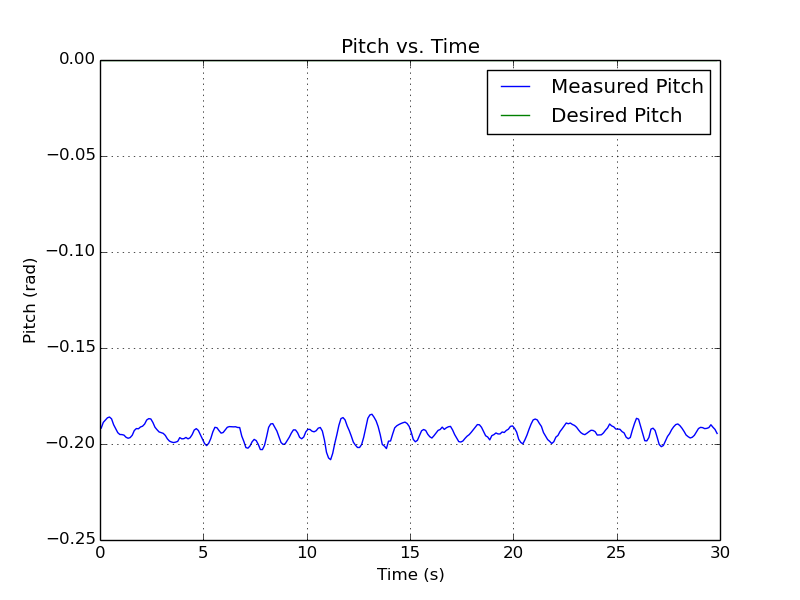 Pitch vs. Time
Measured Pitch
Desired Pitch
0.00
−0.05
−0.10
−0.15
−0.20
−0.25
Pitch (rad)
0 5 10 15 20 25 30
Time (s)